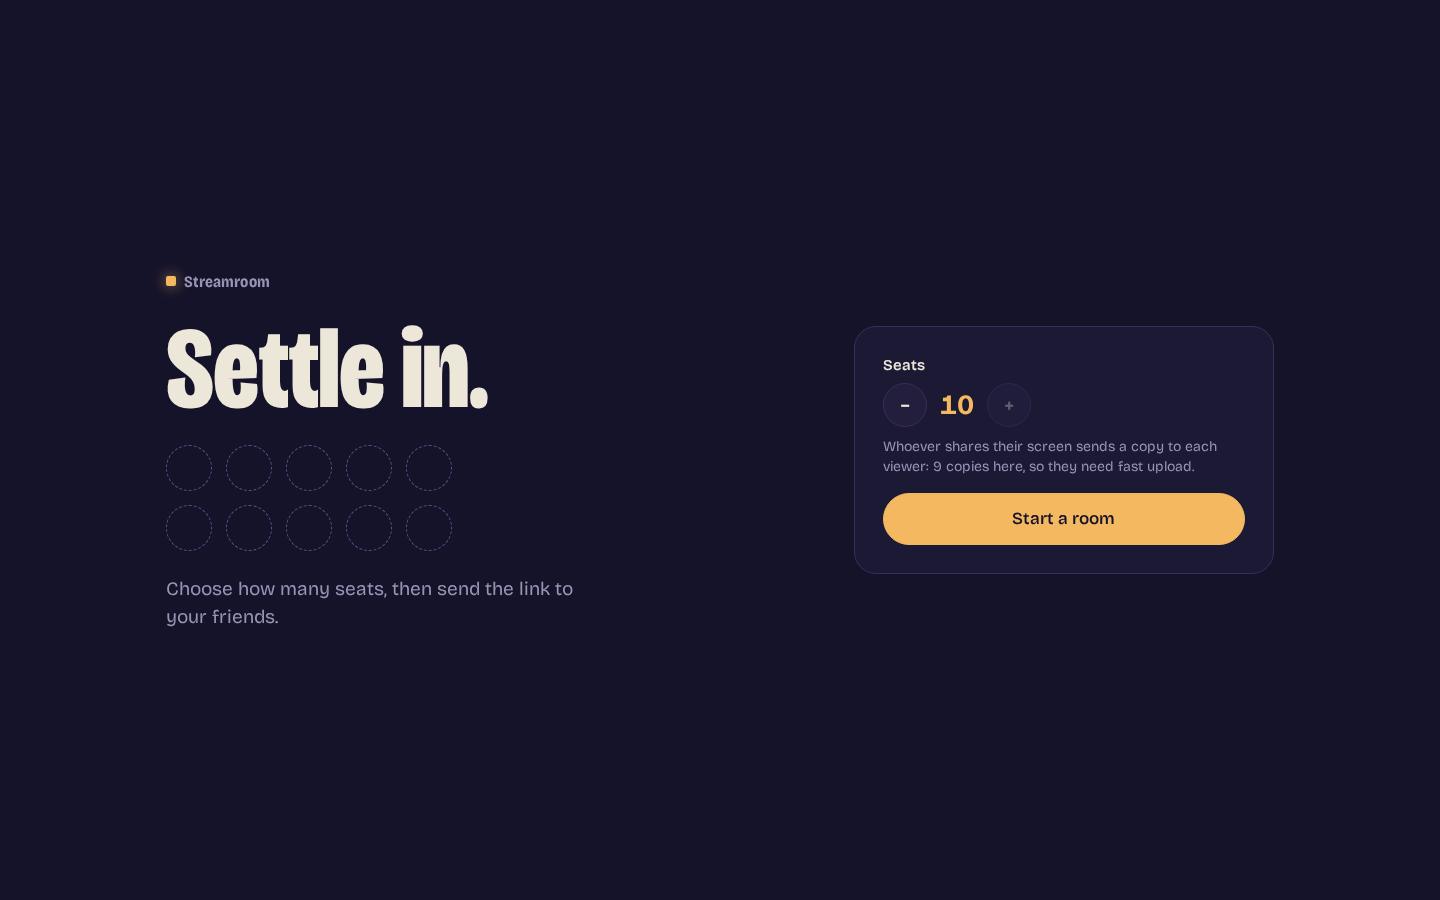 Streamroom
Settle in.
Choose how many seats, then send the link to
your friends.
Seats
- 10 +
Whoever shares their screen sends a copy to each
viewer: 9 copies here, so they need fast upload.
Start a room